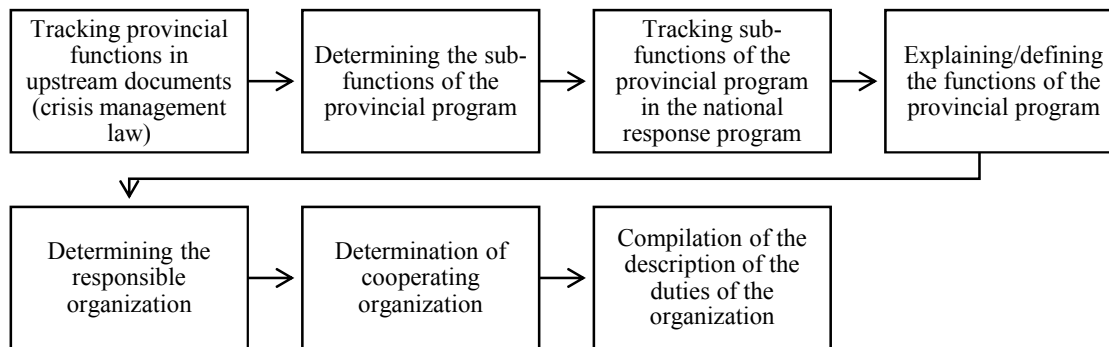 Tracking provincial
functions in
upstream documents
(crisis management
law)
Determining the sub-
functions of the
provincial program
Tracking sub-
functions of the
provincial program
in the national
response program
Explaining/defining
the functions of the
provincial program
Determining the
responsible
organization
Determination of
cooperating
organization
Compilation of the
description of the
duties of the
organization